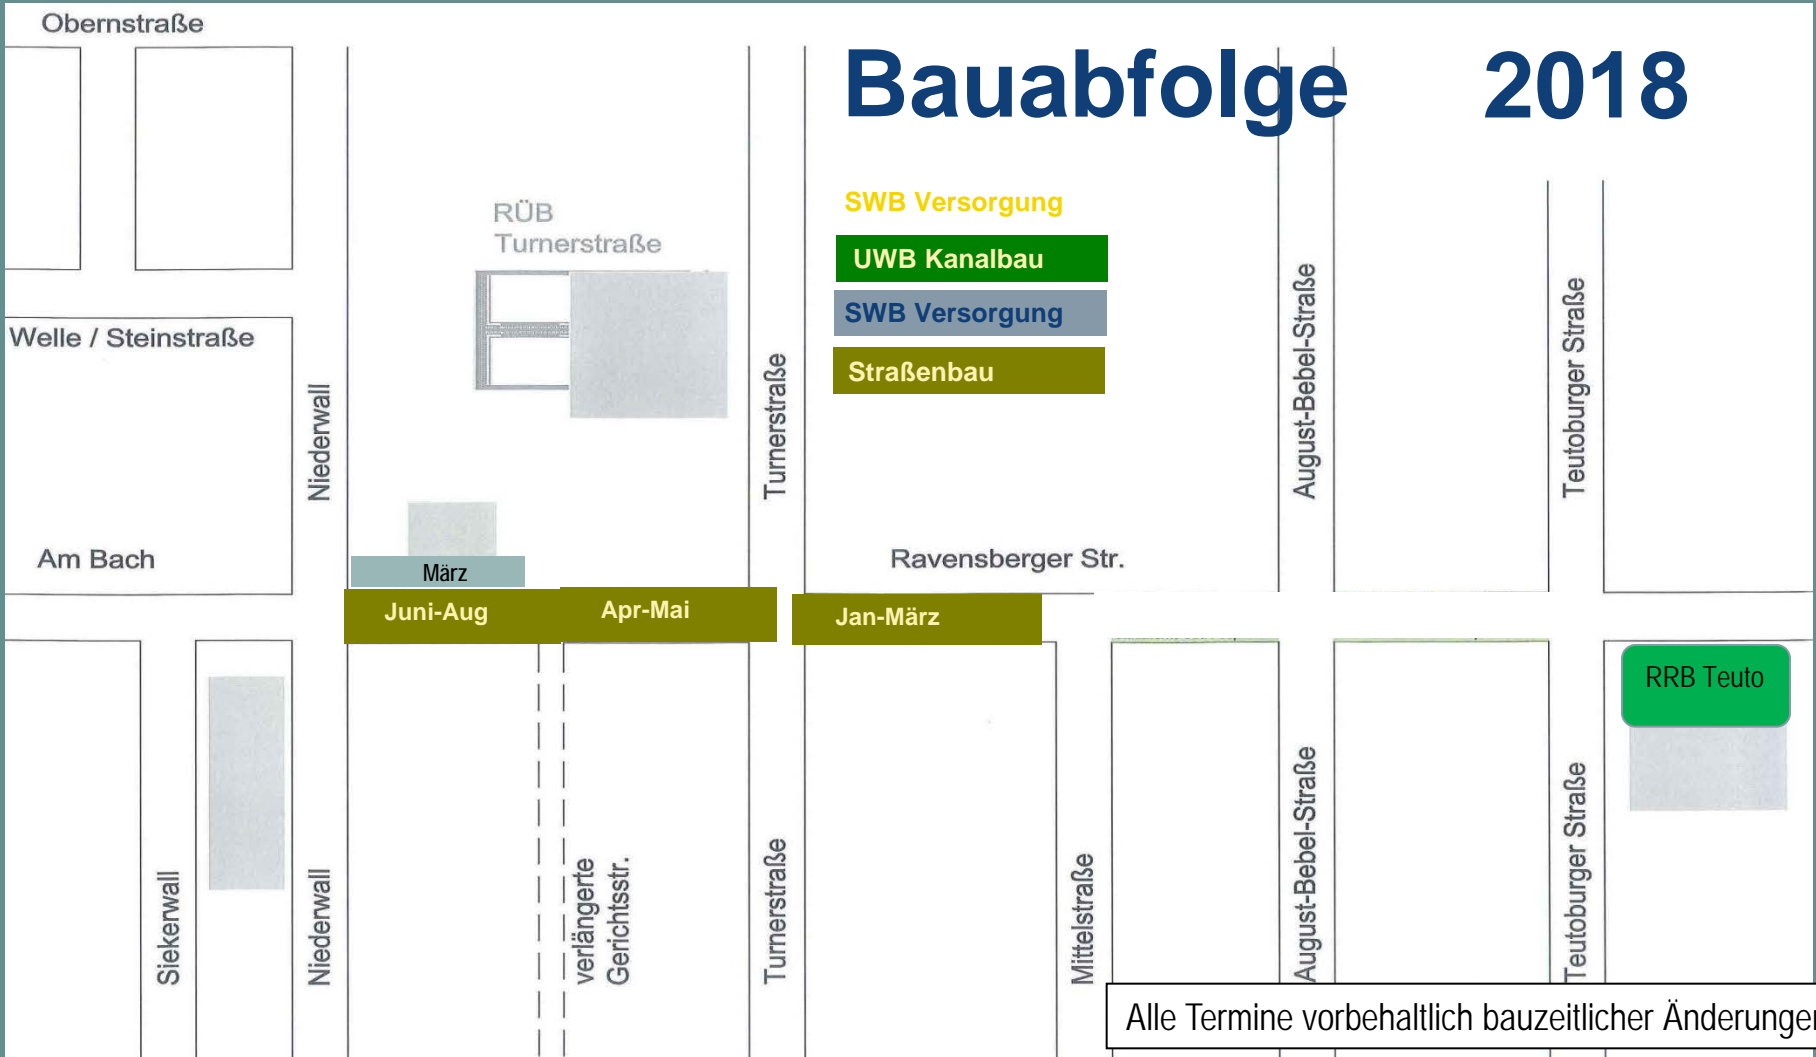 Obernstraße
Bauabfolge 2018
RÜB
Turnerstraße
SWB Versorgung
UWB Kanalbau
SWB Versorgung
Straßenbau
Welle / Steinstraße
Niederwall
Turnerstraße
August-Bebel-Straße
Teutoburger Straße
Am Bach
März
Ravensberger Str.
Juni-Aug
Apr-Mai
Jan-März
RRB Teuto
Siekerwall
Niederwall
verlängerte
Gerichtsstr.
Turnerstraße
Mittelstraße
August-Bebel-Straße
Teutoburger Straße
Alle Termine vorbehaltlich bauzeitlicher Änderungen